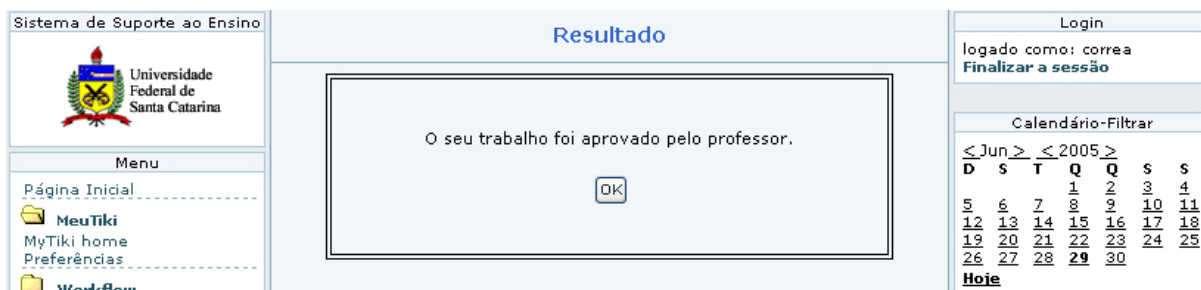 Sistema de Suporte ao Ensino
Universidade
Federal de
Santa Catarina
Menu
Página Inicial
MeuTiki
MyTiki home
Preferências
Workflow
Resultado
O seu trabalho foi aprovado pelo professor.
OK
Login
logado como: correa
Finalizar a sessão
Calendário-Filtrar
< Jun > < 2005 >
D S T Q Q S S
1 2 3 4
5 6 7 8 9 10 11
12 13 14 15 16 17 18
19 20 21 22 23 24 25
26 27 28 29 30
Hoje